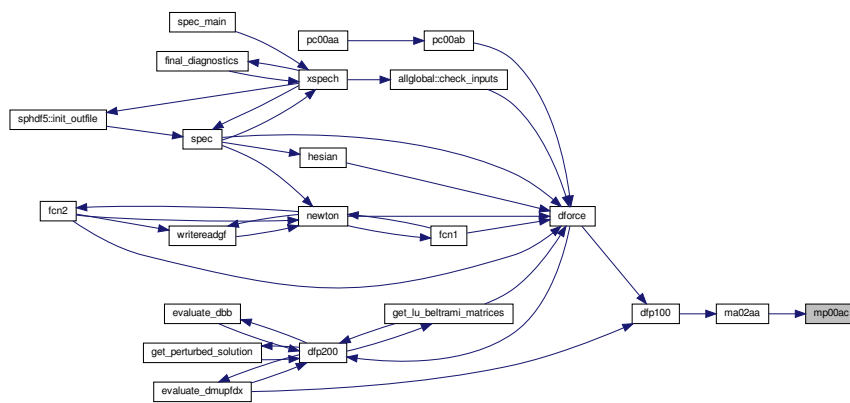 spec_main
pc00aa
pc00ab
final_diagnostics
xspech
allglobal::check_inputs
sphdf5::init_outfile
spec
hesian
fcn2
newton
dforce
writereadgf
fcn1
evaluate_dbb
get_lu_beltrami_matrices
dfp100
ma02aa
mp00ac
get_perturbed_solution
dfp200
evaluate_dmupfdx